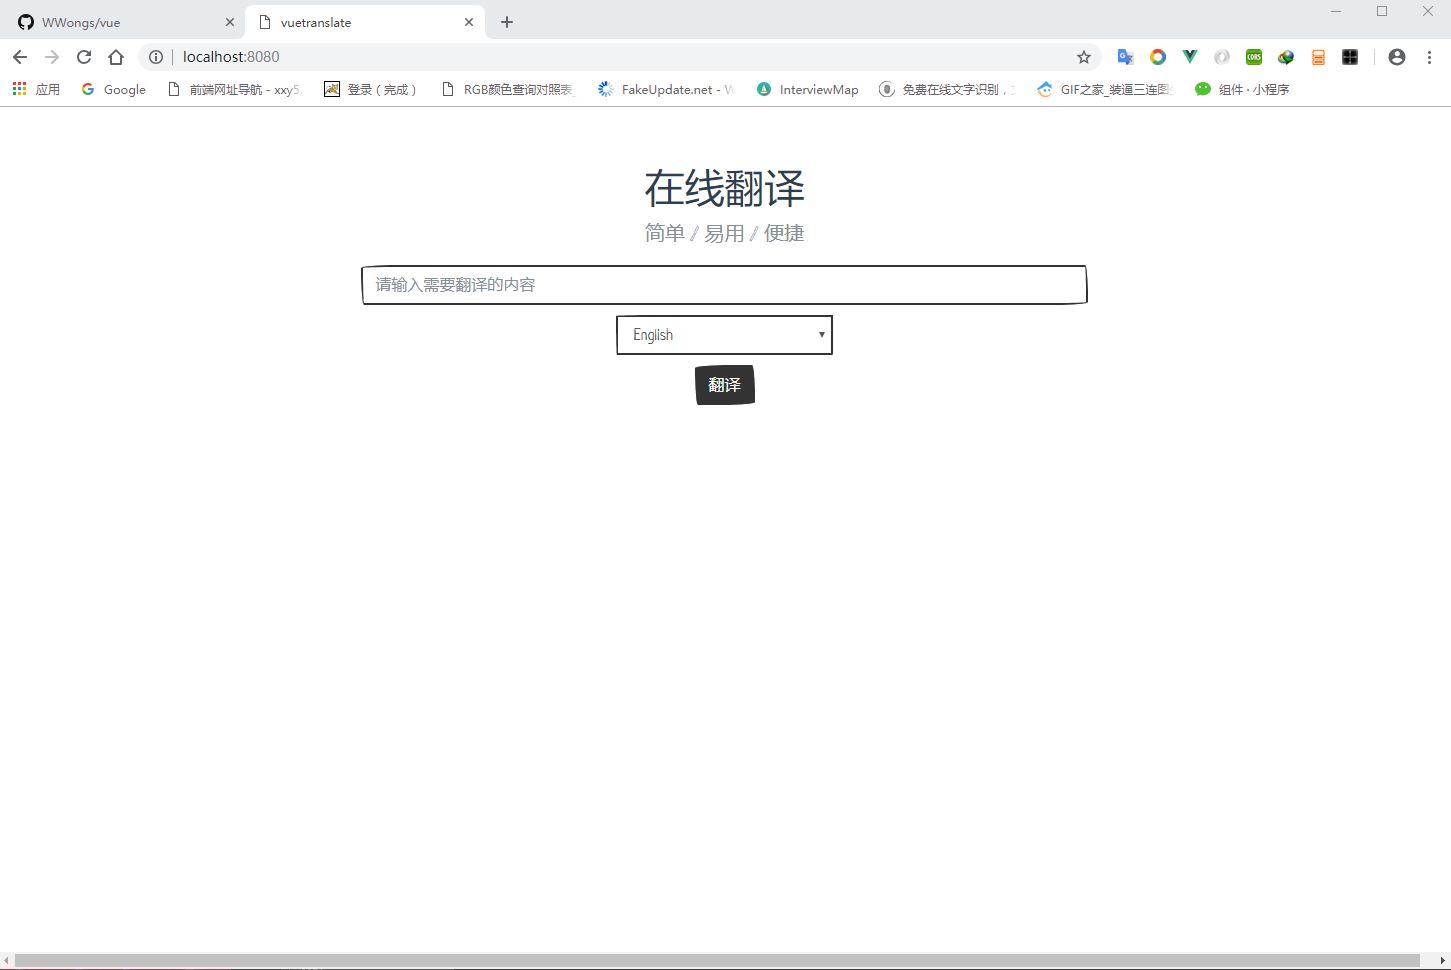 WWongs/vue
vuetranslate
localhost:8080
应用
Google
前端网址导航 - xxy5
登录（完成）
RGB颜色查询对照表
FakeUpdate.net - W
InterviewMap
免费在线文字识别，
GIF之家_装逼三连图
组件 · 小程序
在线翻译
简单 / 易用 / 便捷
请输入需要翻译的内容
English
翻译